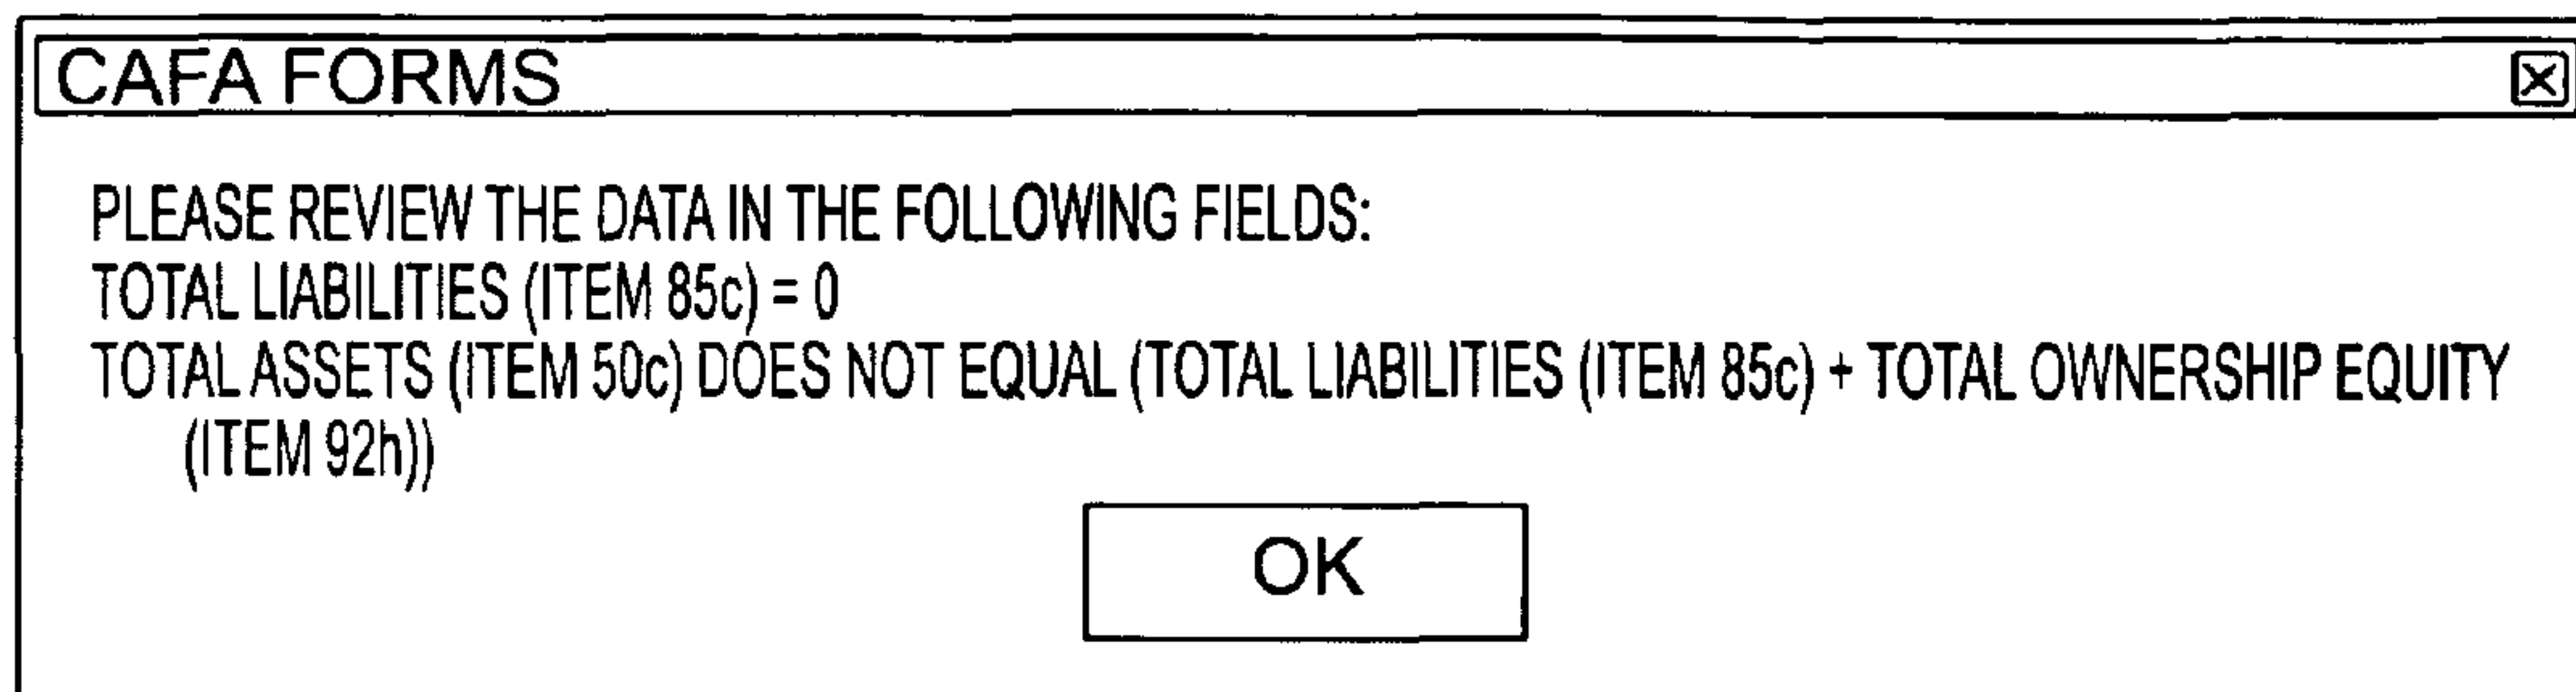 CAFA FORMS
PLEASE REVIEW THE DATA IN THE FOLLOWING FIELDS:
TOTAL LIABILITIES (ITEM 85c) = 0
TOTAL ASSETS (ITEM 50c) DOES NOT EQUAL (TOTAL LIABILITIES (ITEM 85c) + TOTAL OWNERSHIP EQUITY
(ITEM 92h))
OK